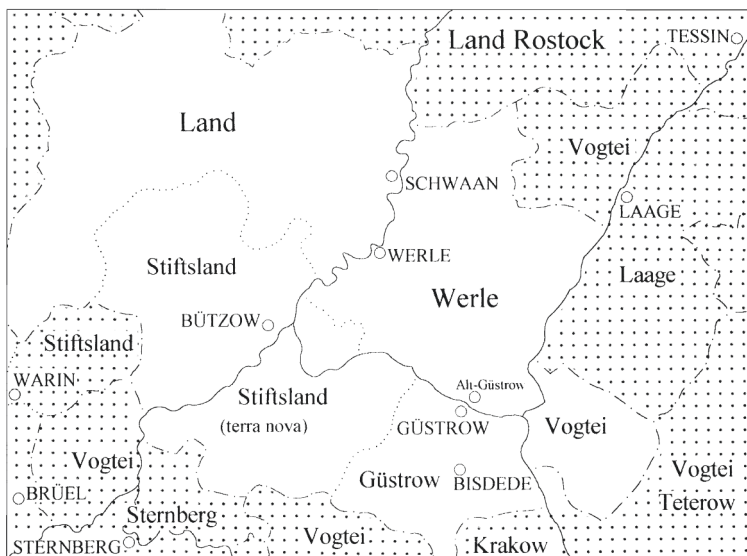 Land Rostock
TESSIN
Land
Vogtei
SCHWAAN
LAAGE
WERLE
Stiftsland
Laage
Werle
BÜTZOW
Stiftsland
WARIN
Alt-Güstrow
Stiftsland
(terra nova)
GÜSTROW
Vogtei
Vogtei
Güstrow
BISDEDE
Vogtei
Teterow
BRÜEL
Sternberg
STERNBERG
Vogtei
Krakow